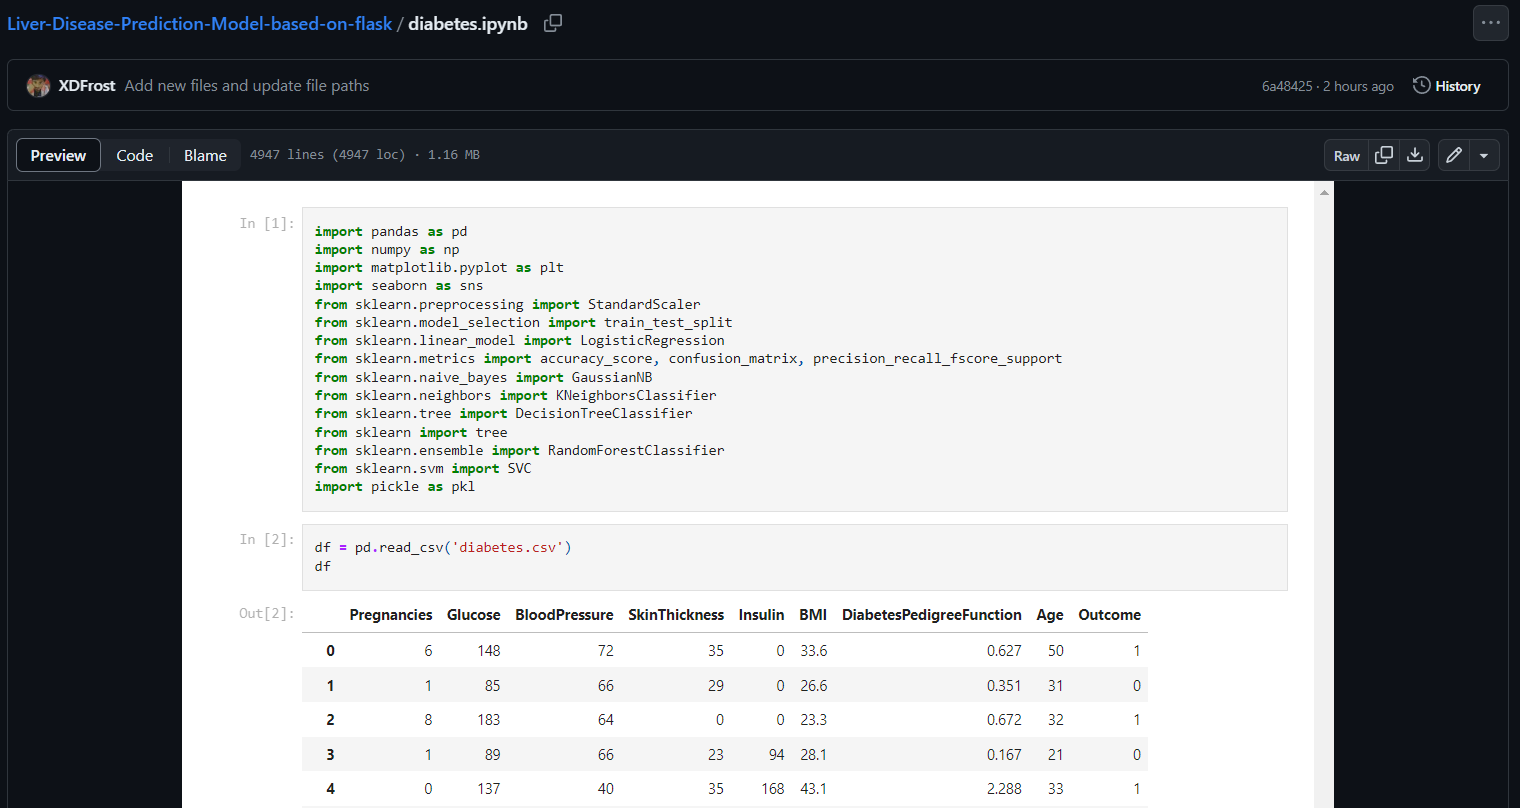 Liver-Disease-Prediction-Model-based-on-flask / diabetes.ipynb
XDFrost Add new files and update file paths 6a48425 · 2 hours ago History
Preview Code Blame 4947 lines (4947 loc) · 1.16 MB Raw
In [1]:
import pandas as pd
import numpy as np
import matplotlib.pyplot as plt
import seaborn as sns
from sklearn.preprocessing import StandardScaler
from sklearn.model_selection import train_test_split
from sklearn.linear_model import LogisticRegression
from sklearn.metrics import accuracy_score, confusion_matrix, precision_recall_fscore_support
from sklearn.naive_bayes import GaussianNB
from sklearn.neighbors import KNeighborsClassifier
from sklearn.tree import DecisionTreeClassifier
from sklearn import tree
from sklearn.ensemble import RandomForestClassifier
from sklearn.svm import SVC
import pickle as pkl
In [2]:
df = pd.read_csv('diabetes.csv')
df
Out[2]:
Pregnancies Glucose BloodPressure SkinThickness Insulin BMI DiabetesPedigreeFunction Age Outcome
0 6 148 72 35 0 33.6 0.627 50 1
1 1 85 66 29 0 26.6 0.351 31 0
2 8 183 64 0 0 23.3 0.672 32 1
3 1 89 66 23 94 28.1 0.167 21 0
4 0 137 40 35 168 43.1 2.288 33 1